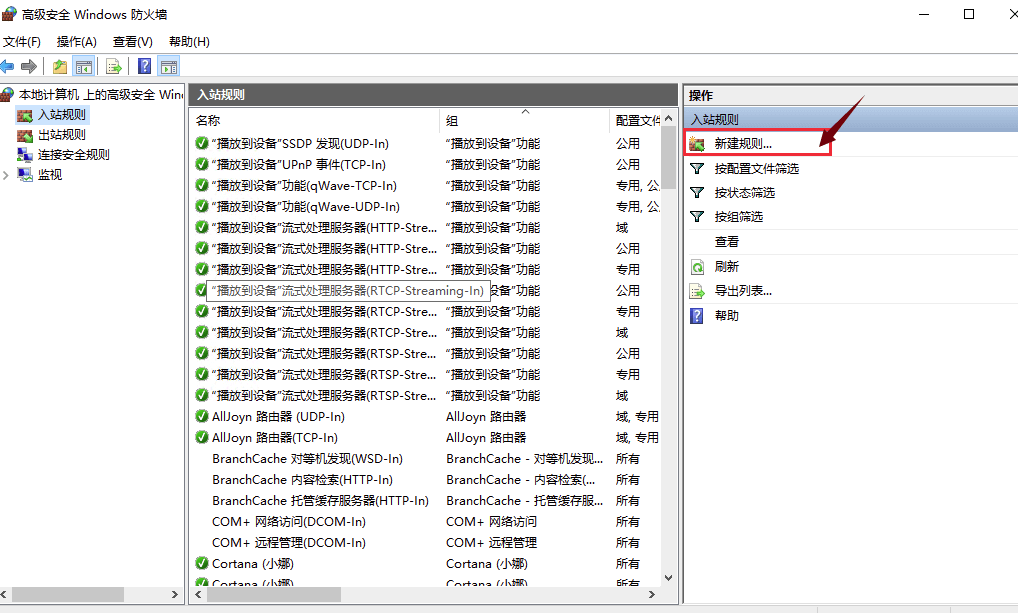 高级安全 Windows 防火墙
文件(F) 操作(A) 查看(V) 帮助(H)
本地计算机 上的高级安全 Win
入站规则
出站规则
连接安全规则
监视
入站规则
名称 组 配置文件
“播放到设备”SSDP 发现(UDP-In) “播放到设备”功能 公用
“播放到设备”UPnP 事件(TCP-In) “播放到设备”功能 公用
“播放到设备”功能(qWave-TCP-In) “播放到设备”功能 专用, 公
“播放到设备”功能(qWave-UDP-In) “播放到设备”功能 专用, 公
“播放到设备”流式处理服务器(HTTP-Stre... “播放到设备”功能 域
“播放到设备”流式处理服务器(HTTP-Stre... “播放到设备”功能 公用
“播放到设备”流式处理服务器(HTTP-Stre... “播放到设备”功能 专用
“播放到设备”流式处理服务器(RTCP-Streaming-In) 设备”功能 公用
“播放到设备”流式处理服务器(RTCP-Stre... “播放到设备”功能 专用
“播放到设备”流式处理服务器(RTCP-Stre... “播放到设备”功能 域
“播放到设备”流式处理服务器(RTSP-Stre... “播放到设备”功能 公用
“播放到设备”流式处理服务器(RTSP-Stre... “播放到设备”功能 专用
“播放到设备”流式处理服务器(RTSP-Stre... “播放到设备”功能 域
AllJoyn 路由器 (UDP-In) AllJoyn 路由器 域, 专用
AllJoyn 路由器(TCP-In) AllJoyn 路由器 域, 专用
BranchCache 对等机发现(WSD-In) BranchCache - 对等机发现... 所有
BranchCache 内容检索(HTTP-In) BranchCache - 内容检索(... 所有
BranchCache 托管缓存服务器(HTTP-In) BranchCache - 托管缓存服... 所有
COM+ 网络访问(DCOM-In) COM+ 网络访问 所有
COM+ 远程管理(DCOM-In) COM+ 远程管理 所有
Cortana (小娜) Cortana (小娜) 所有
Cortana (小娜) Cortana (小娜) 所有
操作
入站规则
新建规则...
按配置文件筛选
按状态筛选
按组筛选
查看
刷新
导出列表...
帮助